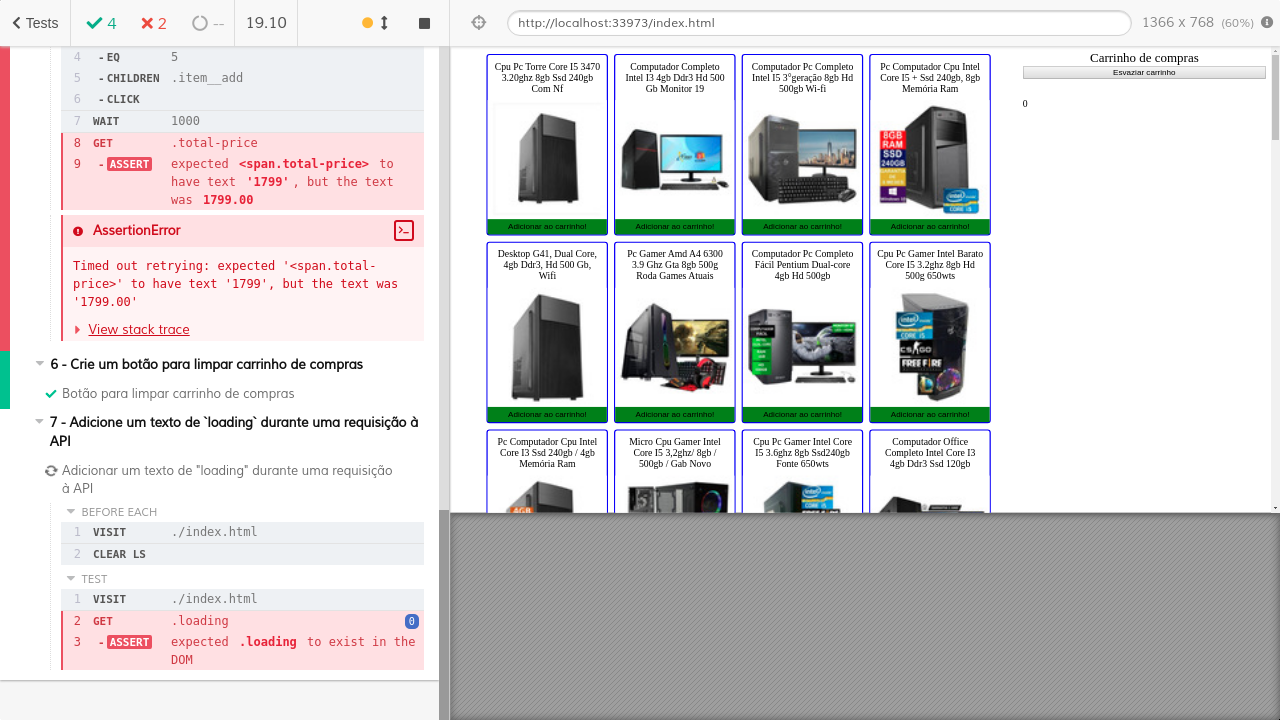 Tests
4
2
--
19.10
http://localhost:33973/index.html
1366 x 768 (60%)
4 - EQ 5
5 - CHILDREN .item__add
6 - CLICK
7 WAIT 1000
8 GET .total-price
9 - ASSERT expected <span.total-price> to
have text '1799', but the text
was 1799.00
AssertionError
Timed out retrying: expected '<span.total-
price>' to have text '1799', but the text was
'1799.00'
View stack trace
6 - Crie um botão para limpar carrinho de compras
Botão para limpar carrinho de compras
7 - Adicione um texto de `loading` durante uma requisição à
API
Adicionar um texto de "loading" durante uma requisição
à API
BEFORE EACH
1 VISIT ./index.html
2 CLEAR LS
TEST
1 VISIT ./index.html
2 GET .loading 0
3 - ASSERT expected .loading to exist in the
DOM
Cpu Pc Torre Core I5 3470
3.20ghz 8gb Ssd 240gb
Com Nf
Adicionar ao carrinho!
Computador Completo
Intel I3 4gb Ddr3 Hd 500
Gb Monitor 19
Adicionar ao carrinho!
Computador Pc Completo
Intel I5 3°geração 8gb Hd
500gb Wi-fi
Adicionar ao carrinho!
Pc Computador Cpu Intel
Core I5 + Ssd 240gb, 8gb
Memória Ram
8GB
RAM
SSD
240GB
CORE I5
Adicionar ao carrinho!
Desktop G41, Dual Core,
4gb Ddr3, Hd 500 Gb,
Wifi
Adicionar ao carrinho!
Pc Gamer Amd A4 6300
3.9 Ghz Gta 8gb 500g
Roda Games Atuais
Adicionar ao carrinho!
Computador Pc Completo
Fácil Pentium Dual-core
4gb Hd 500gb
Adicionar ao carrinho!
Cpu Pc Gamer Intel Barato
Core I5 3.2ghz 8gb Hd
500g 650wts
CORE I5
CS:GO
FREE FIRE
Adicionar ao carrinho!
Pc Computador Cpu Intel
Core I3 Ssd 240gb / 4gb
Memória Ram
4GB
Micro Cpu Gamer Intel
Core I5 3,2ghz/ 8gb /
500gb / Gab Novo
Cpu Pc Gamer Intel Core
I5 3.6ghz 8gb Ssd240gb
Fonte 650wts
CORE I5
Computador Office
Completo Intel Core I3
4gb Ddr3 Ssd 120gb
Carrinho de compras
Esvaziar carrinho
0